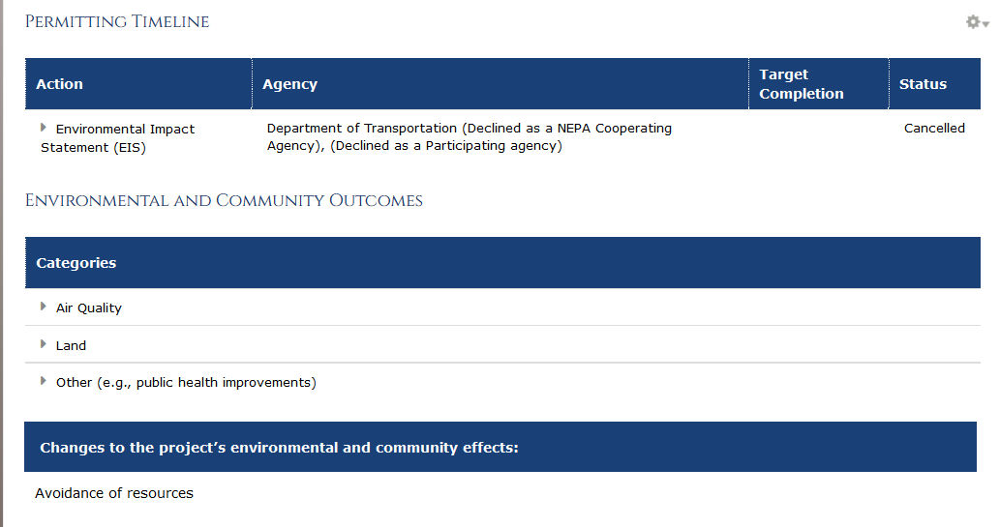 Permitting Timeline
Action Agency Target Completion Status
Environmental Impact Statement (EIS)
Department of Transportation (Declined as a NEPA Cooperating
Agency), (Declined as a Participating agency)
Cancelled
Environmental and Community Outcomes
Categories
Air Quality
Land
Other (e.g., public health improvements)
Changes to the project’s environmental and community effects:
Avoidance of resources